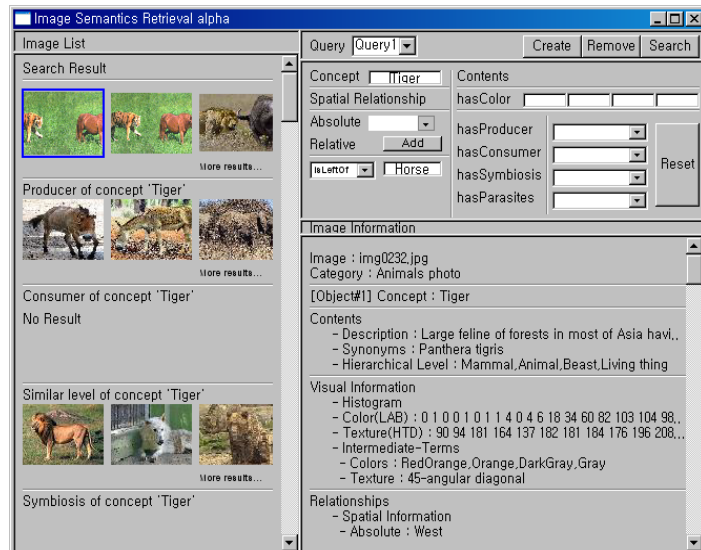 Image Semantics Retrieval alpha
Image List
Search Result
More results...
Producer of concept 'Tiger'
More results...
Consumer of concept 'Tiger'
No Result
Similar level of concept 'Tiger'
More results...
Symbiosis of concept 'Tiger'
Query Query1 Create Remove Search
Concept Tiger
Spatial Relationship
Absolute
Relative Add
isLeftOf Horse
Contents
hasColor
hasProducer
hasConsumer
hasSymbiosis
hasParasites
Reset
Image Information
Image : img0232.jpg
Category : Animals photo
[Object#1] Concept : Tiger
Contents
- Description : Large feline of forests in most of Asia havi...
- Synonyms : Panthera tigris
- Hierarchical Level : Mammal,Animal,Beast,Living thing
Visual Information
- Histogram
- Color(LAB) : 0 1 0 0 1 0 1 1 4 0 4 6 18 34 60 82 103 104 98...
- Texture(HTD) : 90 94 181 164 137 182 181 184 176 196 208...
- Intermediate-Terms
- Colors : RedOrange,Orange,DarkGray,Gray
- Texture : 45-angular diagonal
Relationships
- Spatial Information
- Absolute : West